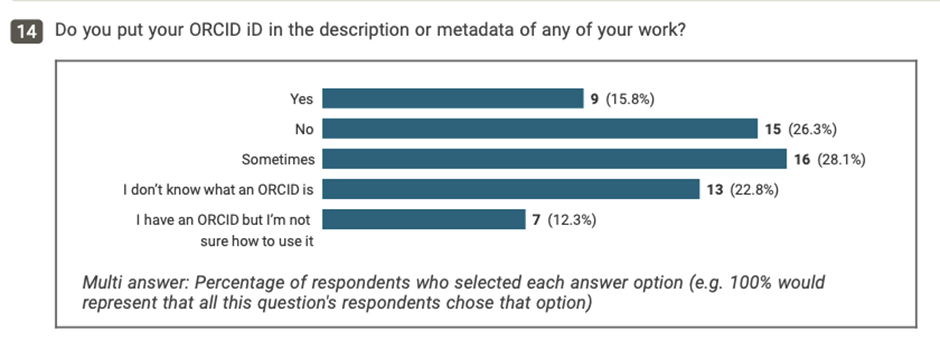 14 Do you put your ORCID iD in the description or metadata of any of your work?
Yes 9 (15.8%)
No 15 (26.3%)
Sometimes 16 (28.1%)
I don't know what an ORCID is 13 (22.8%)
I have an ORCID but I'm not 7 (12.3%)
sure how to use it
Multi answer: Percentage of respondents who selected each answer option (e.g. 100% would
represent that all this question's respondents chose that option)